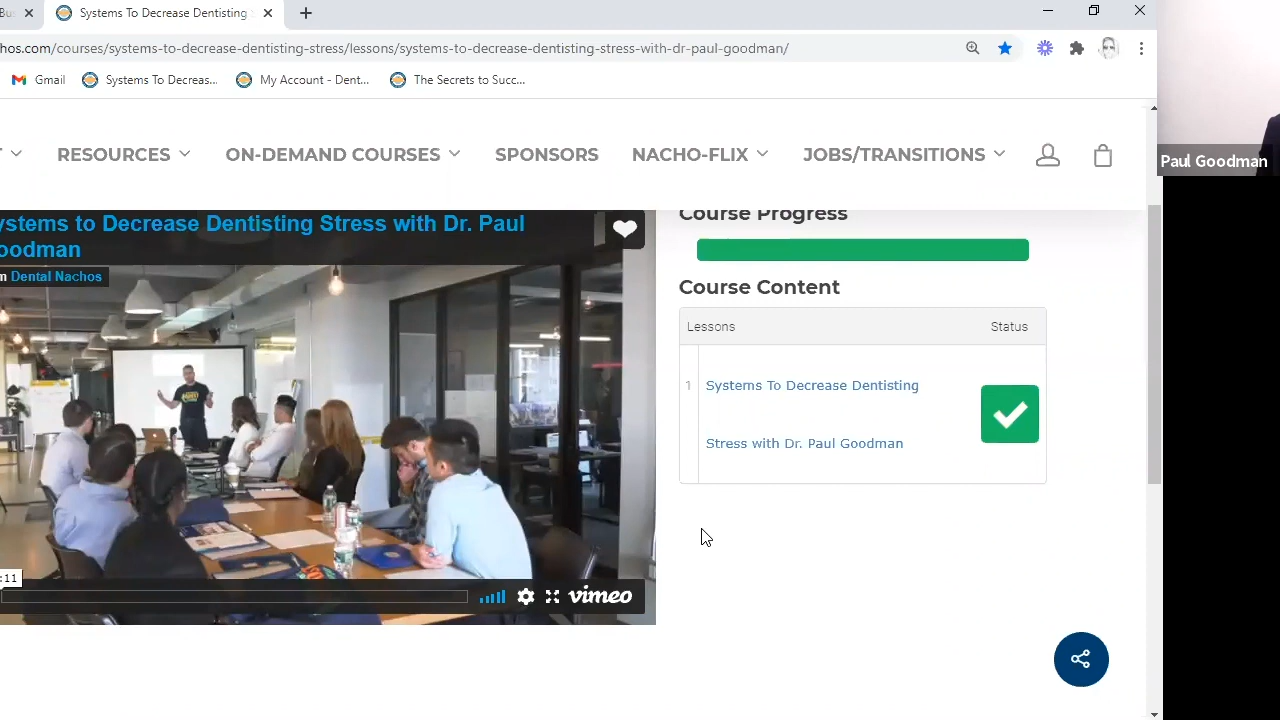 Bus
Systems To Decrease Dentisting
hos.com/courses/systems-to-decrease-dentisting-stress/lessons/systems-to-decrease-dentisting-stress-with-dr-paul-goodman/
Gmail
Systems To Decreas...
My Account - Dent...
The Secrets to Succ...
T
RESOURCES
ON-DEMAND COURSES
SPONSORS
NACHO-FLIX
JOBS/TRANSITIONS
Paul Goodman
ystems to Decrease Dentisting Stress with Dr. Paul
oodman
m Dental Nachos
:11
vimeo
Course Progress
Course Content
Lessons
Status
1
Systems To Decrease Dentisting
Stress with Dr. Paul Goodman